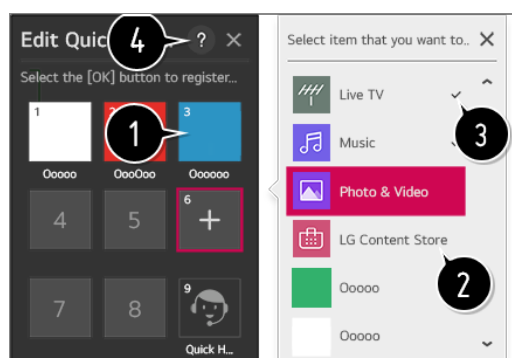 Edit Quic
4
?
Select the [OK] button to register...
1
2
3
1
Ooooo
OooOoo
Oooooo
4
5
6
7
8
9
Quick H...
Select item that you want to..
Live TV
3
Music
Photo & Video
LG Content Store
2
Ooooo
Ooooo